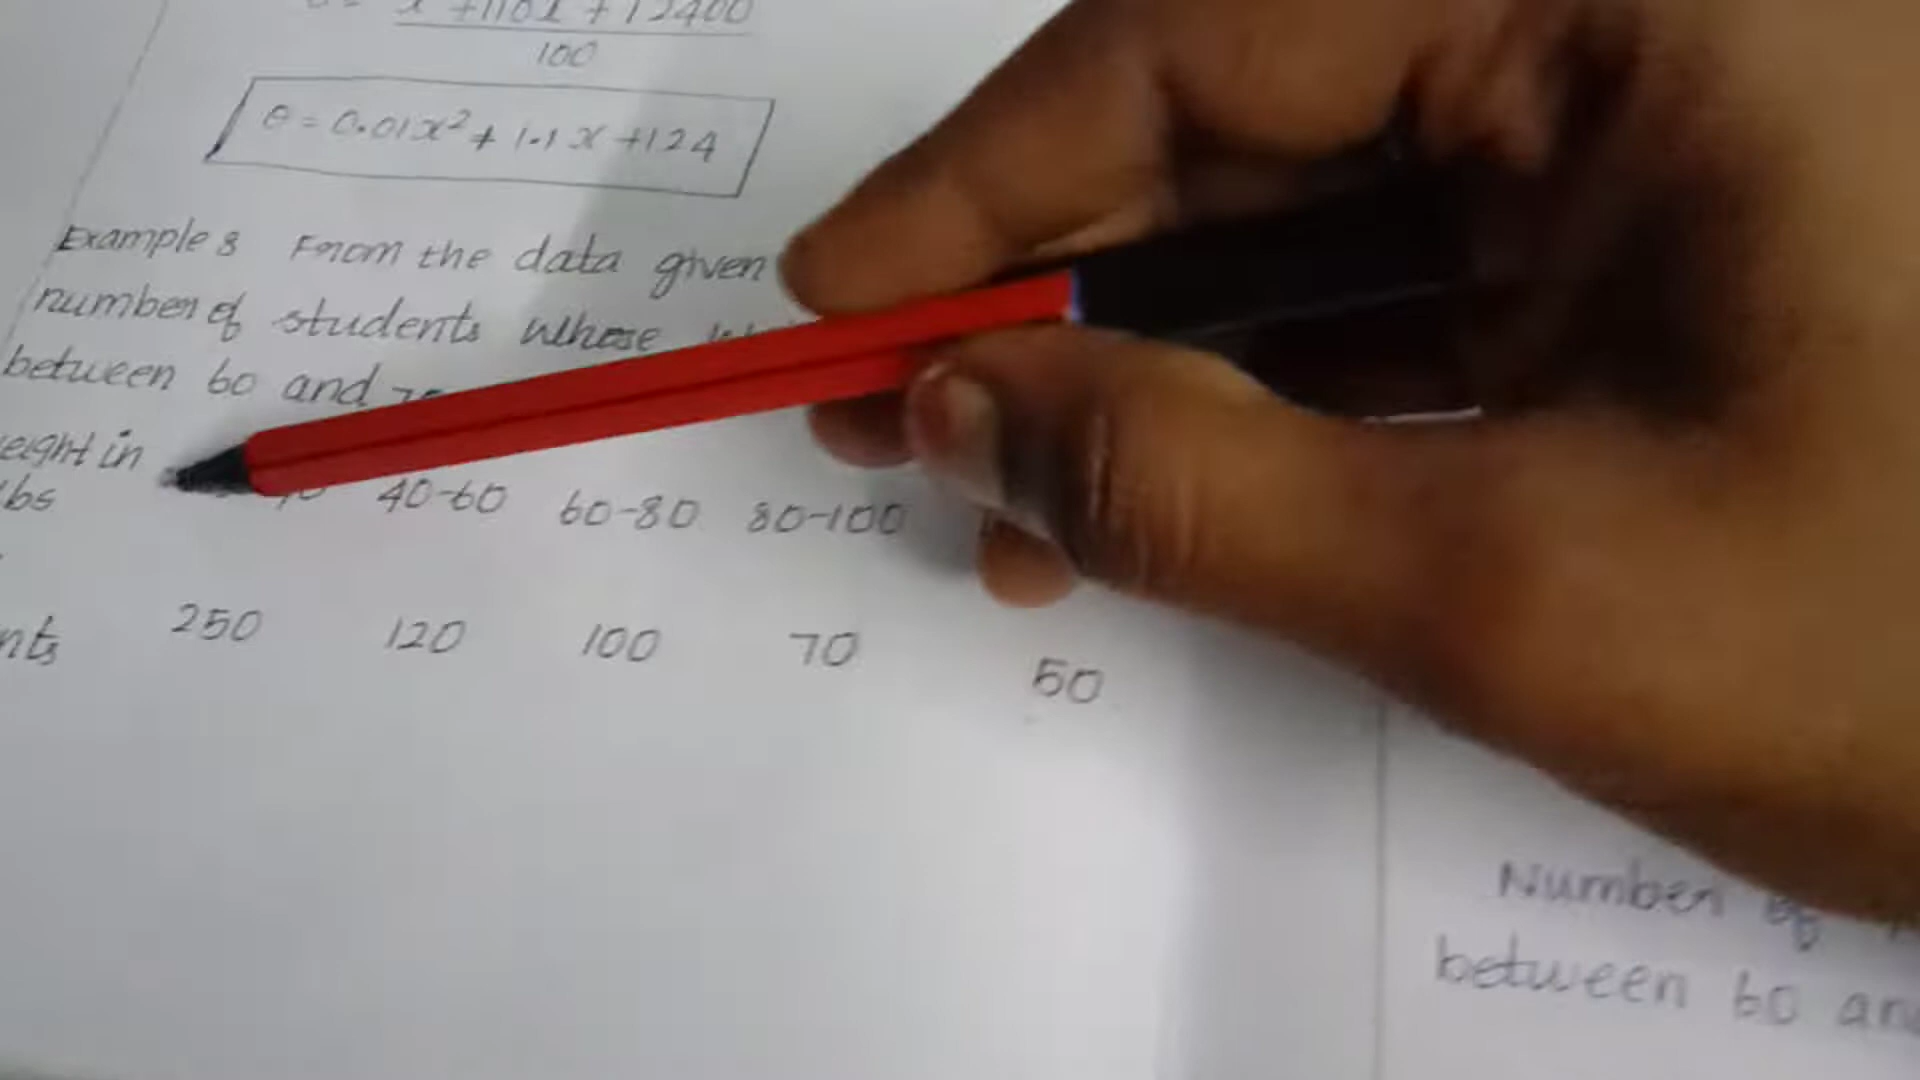 +12400
100
θ = 0.01x² + 1.1x + 124
Example 8 From the data given
number of students whose
between 60 and
eight in
lbs
40-60 60-80 80-100
nts 250 120 100 70 50
Number of
between 60 an